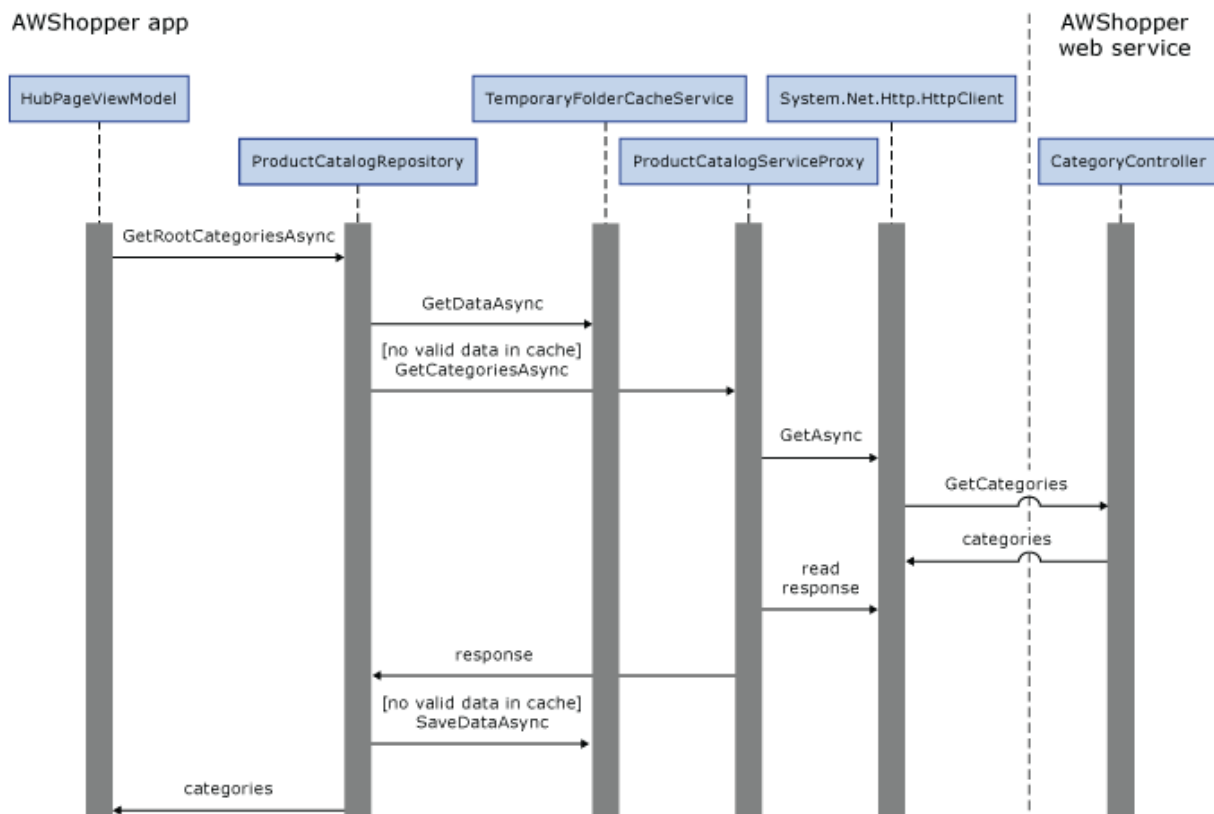 AWShopper app
AWShopper
web service
HubPageViewModel
TemporaryFolderCacheService
System.Net.Http.HttpClient
ProductCatalogRepository
ProductCatalogServiceProxy
CategoryController
GetRootCategoriesAsync
GetDataAsync
[no valid data in cache]
GetCategoriesAsync
GetAsync
GetCategories
categories
read
response
response
[no valid data in cache]
SaveDataAsync
categories